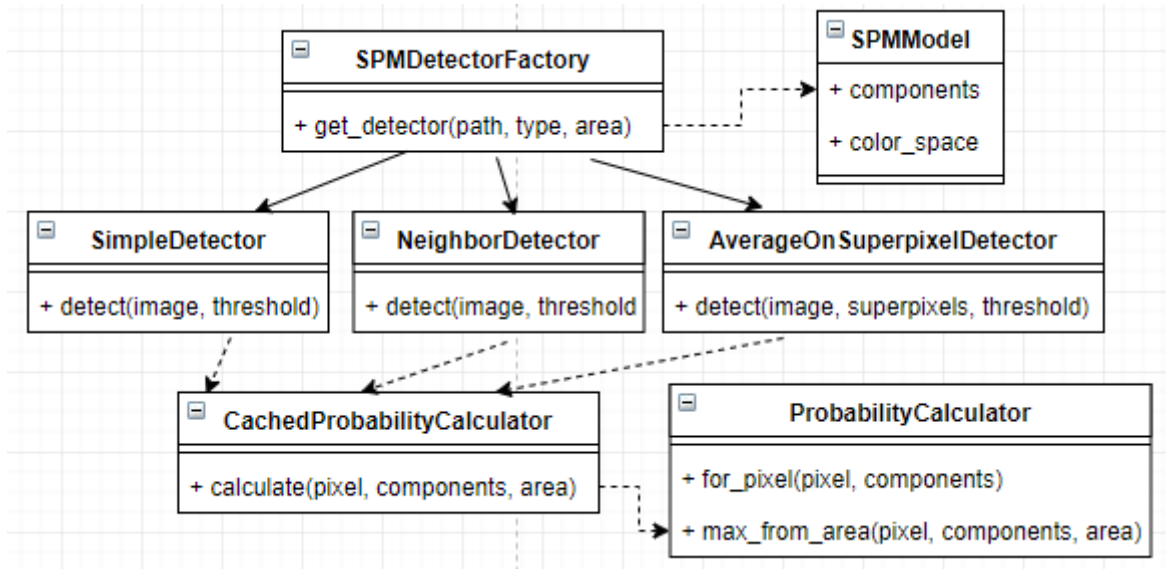 SPMDetectorFactory
+ get_detector(path, type, area)
SPMModel
+ components
+ color_space
SimpleDetector
+ detect(image, threshold)
NeighborDetector
+ detect(image, threshold
AverageOnSuperpixelDetector
+ detect(image, superpixels, threshold)
CachedProbabilityCalculator
+ calculate(pixel, components, area)
ProbabilityCalculator
+ for_pixel(pixel, components)
+ max_from_area(pixel, components, area)